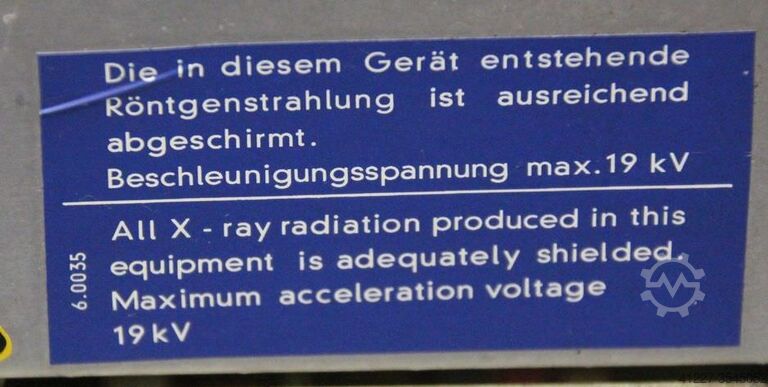 Die in diesem Gerät entstehende
Röntgenstrahlung ist ausreichend
abgeschirmt.
Beschleunigungsspannung max.19 kV
All X - ray radiation produced in this
equipment is adequately shielded.
Maximum acceleration voltage
19 kV
6.0035